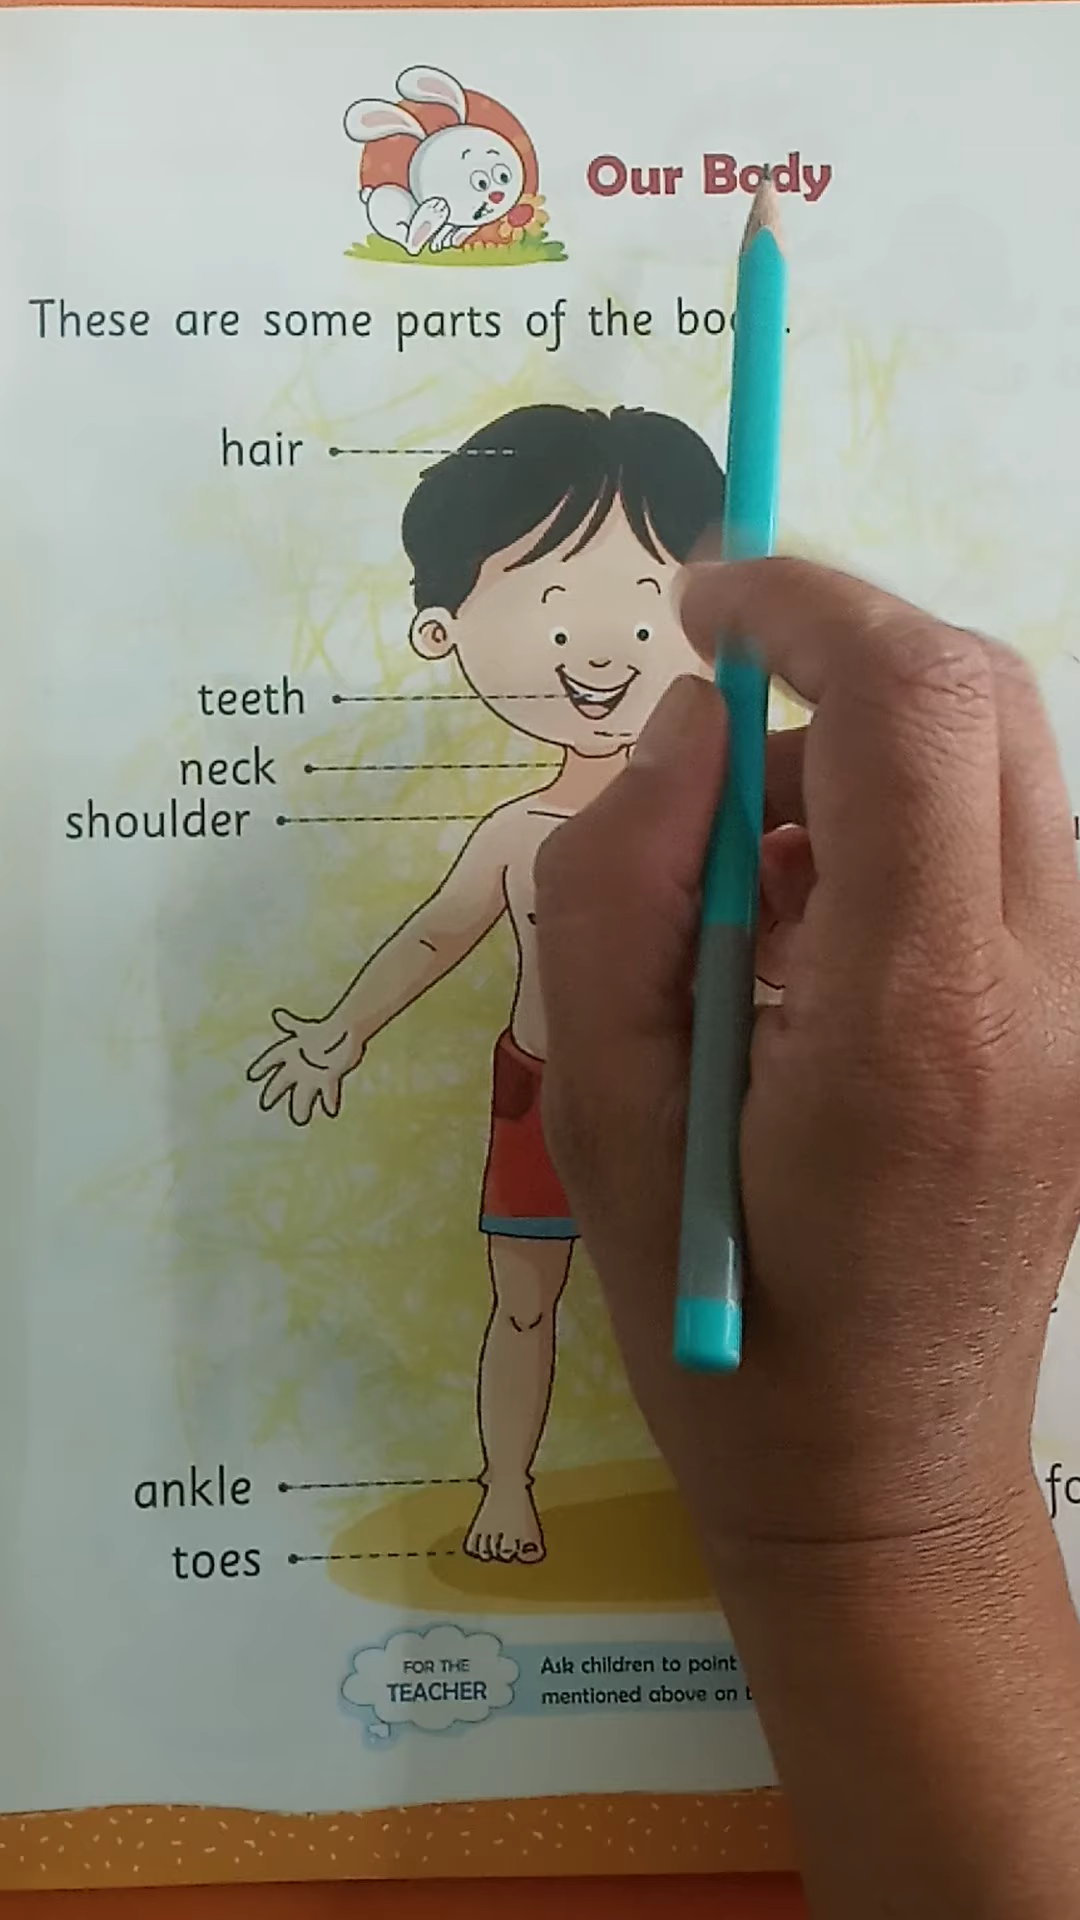 Our Body
These are some parts of the
hair
teeth
neck
shoulder
ankle
toes
FOR THE
TEACHER
Ask children to point
mentioned above on